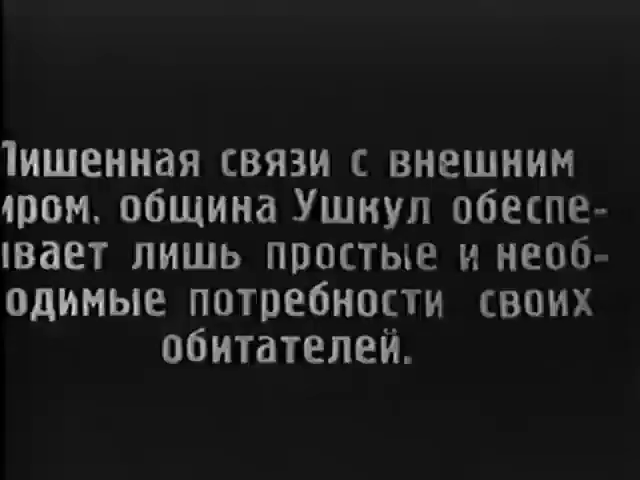 Лишенная связи с внешним
иром, община Ушкул обеспе-
ивает лишь простые и необ-
одимые потребности своих
обитателей.